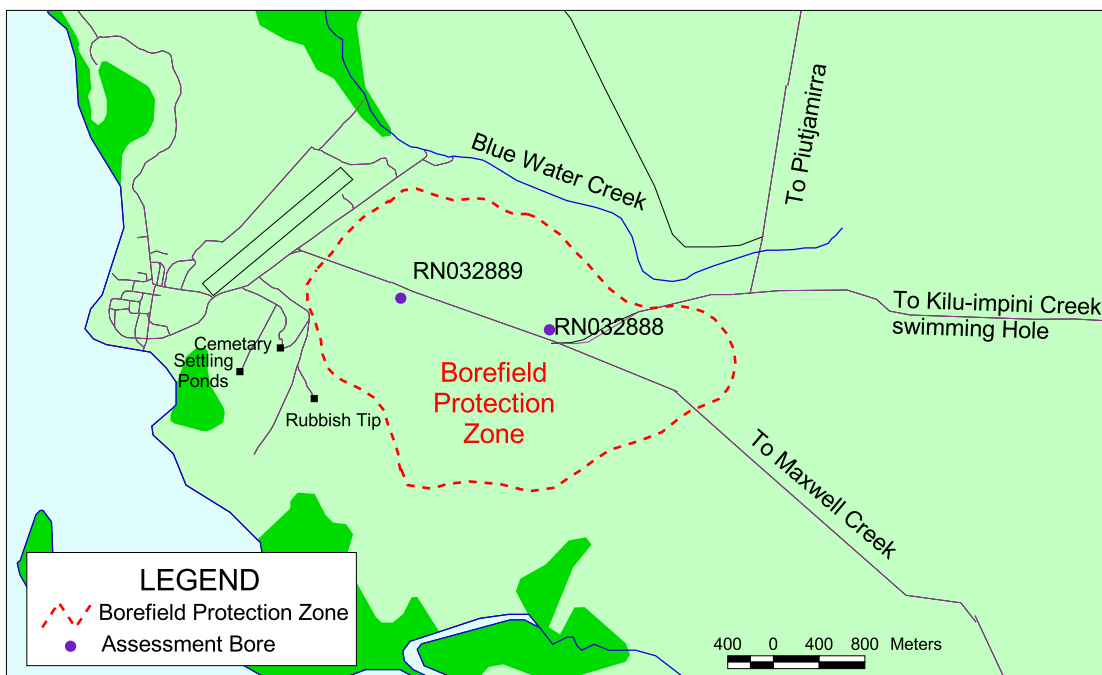 Blue Water Creek
To Piutjamirra
RN032889
To Kilu-impini Creek
swimming Hole
RN032888
Cemetary
Settling
Ponds
Borefield
Protection
Zone
Rubbish Tip
To Maxwell Creek
LEGEND
Borefield Protection Zone
Assessment Bore
400 0 400 800 Meters